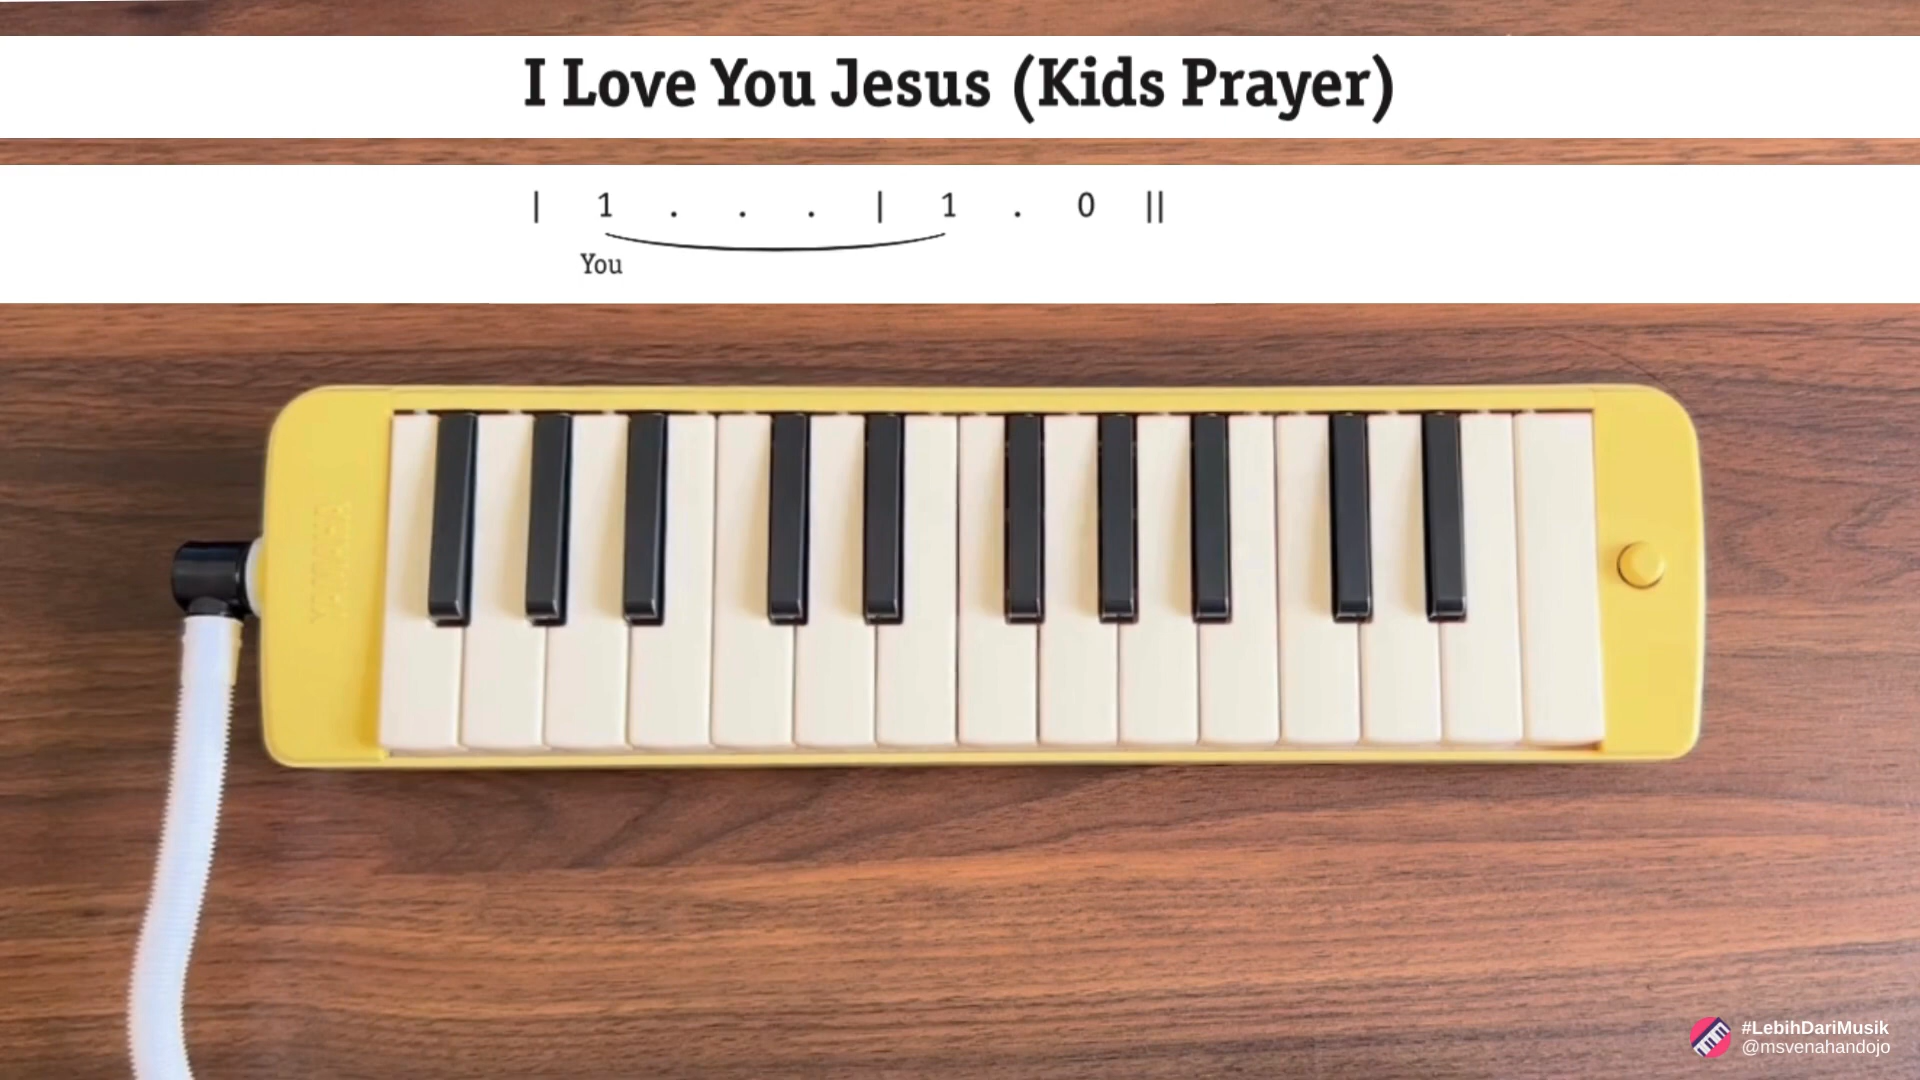 I Love You Jesus (Kids Prayer)
| 1 . . . | 1 . 0 ||
You
#LebihDariMusik
@msvenahandojo